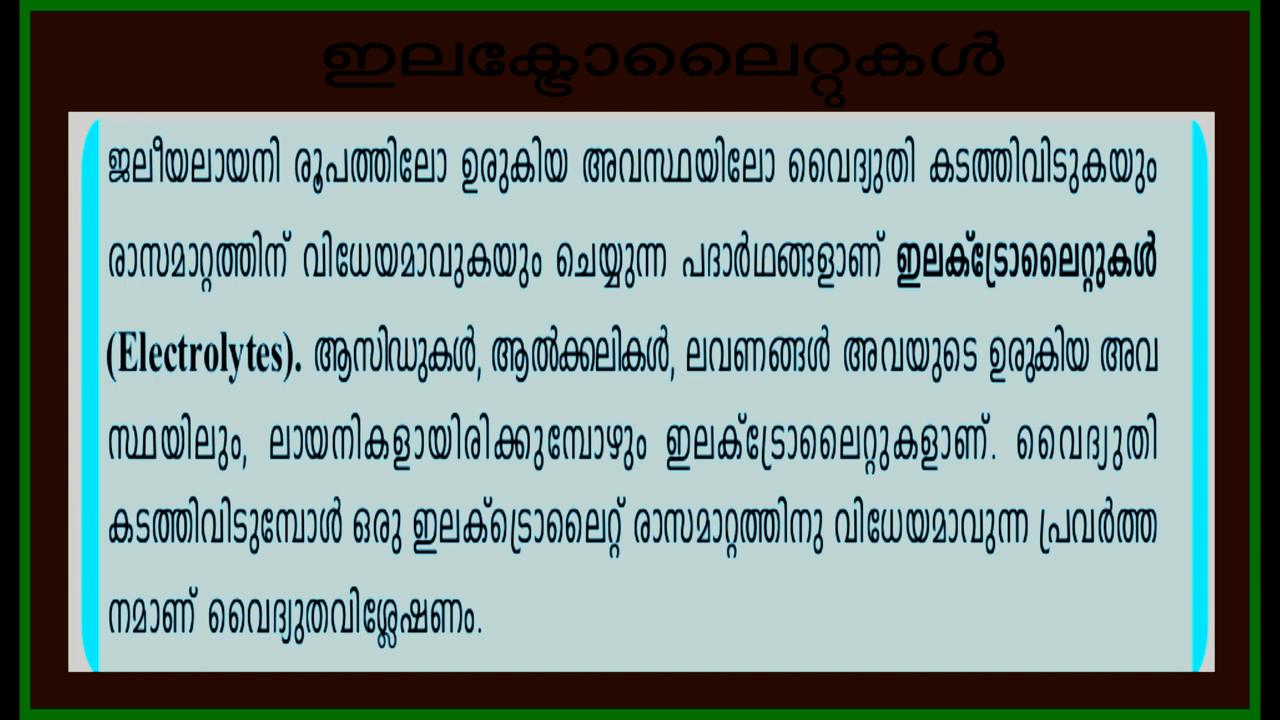 ഇലക്ട്രോലൈറ്റുകൾ
ജലീയലായനി രൂപത്തിലോ ഉരുകിയ അവസ്ഥയിലോ വൈദ്യുതി കടത്തിവിടുകയും
രാസമാറ്റത്തിന് വിധേയമാവുകയും ചെയ്യുന്ന പദാർഥങ്ങളാണ് ഇലക്ട്രോലൈറ്റുകൾ
(Electrolytes). ആസിഡുകൾ, ആൽക്കലികൾ, ലവണങ്ങൾ അവയുടെ ഉരുകിയ അവ
സ്ഥയിലും, ലായനികളായിരിക്കുമ്പോഴും ഇലക്ട്രോലൈറ്റുകളാണ്. വൈദ്യുതി
കടത്തിവിടുമ്പോൾ ഒരു ഇലക്ട്രൊലൈറ്റ് രാസമാറ്റത്തിനു വിധേയമാവുന്ന പ്രവർത്ത
നമാണ് വൈദ്യുതവിശ്ലേഷണം.